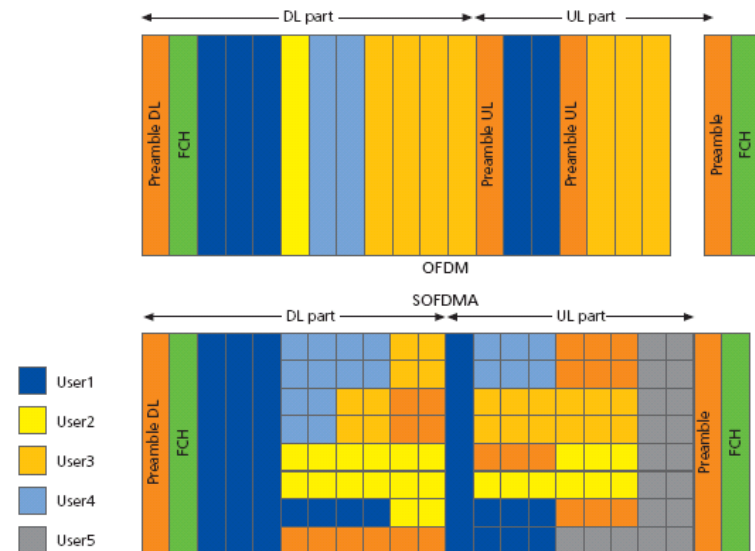 DL part
UL part
Preamble DL
FCH
Preamble UL
Preamble UL
Preamble
FCH
OFDM
SOFDMA
DL part
UL part
Preamble DL
FCH
Preamble
FCH
User1
User2
User3
User4
User5